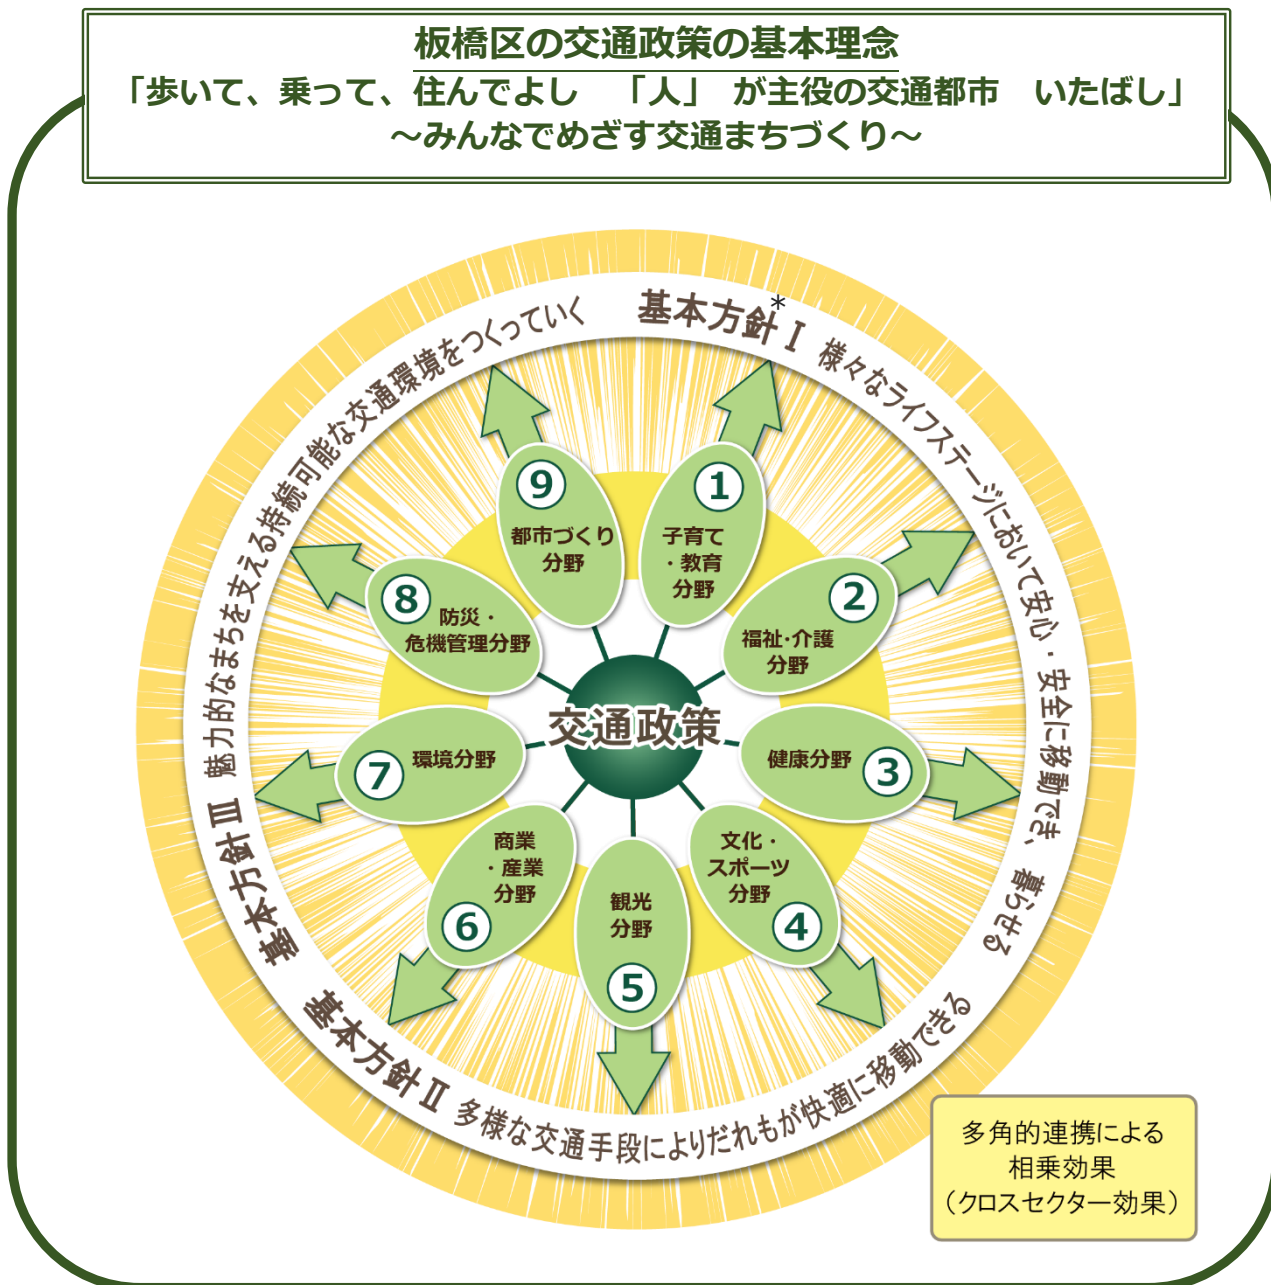 板橋区の交通政策の基本理念
「歩いて、乗って、住んでよし　「人」 が主役の交通都市　いたばし」
～みんなでめざす交通まちづくり～
基本方針＊Ⅰ 様々なライフステージにおいて安心・安全に移動でき、暮らせる
基本方針Ⅱ 多様な交通手段によりだれもが快適に移動できる
基本方針Ⅲ 魅力的なまちを支える持続可能な交通環境をつくっていく
交通政策
①
子育て
・教育
分野
②
福祉・介護
分野
③
健康分野
④
文化・
スポーツ
分野
⑤
観光
分野
⑥
商業
・産業
分野
⑦
環境分野
⑧
防災・
危機管理分野
⑨
都市づくり
分野
多角的連携による
相乗効果
（クロスセクター効果）